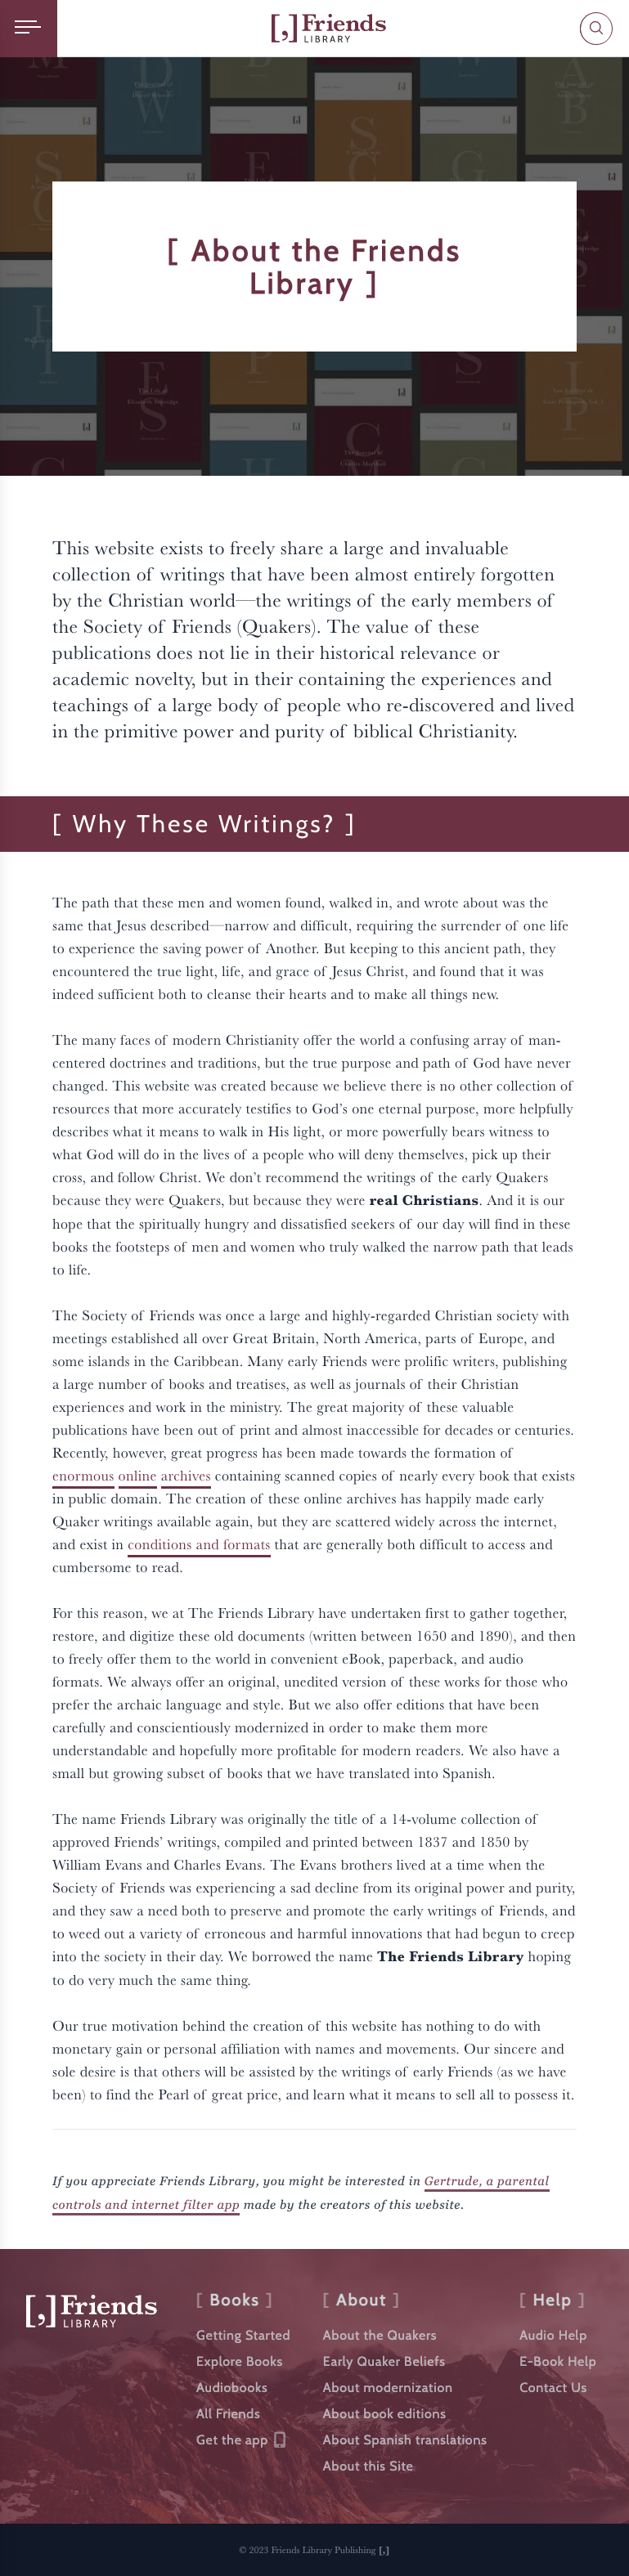 [,] Friends
LIBRARY
[ About the Friends
Library ]
This website exists to freely share a large and invaluable
collection of writings that have been almost entirely forgotten
by the Christian world—the writings of the early members of
the Society of Friends (Quakers). The value of these
publications does not lie in their historical relevance or
academic novelty, but in their containing the experiences and
teachings of a large body of people who re-discovered and lived
in the primitive power and purity of biblical Christianity.
[ Why These Writings? ]
The path that these men and women found, walked in, and wrote about was the
same that Jesus described—narrow and difficult, requiring the surrender of one life
to experience the saving power of Another. But keeping to this ancient path, they
encountered the true light, life, and grace of Jesus Christ, and found that it was
indeed sufficient both to cleanse their hearts and to make all things new.
The many faces of modern Christianity offer the world a confusing array of man-
centered doctrines and traditions, but the true purpose and path of God have never
changed. This website was created because we believe there is no other collection of
resources that more accurately testifies to God’s one eternal purpose, more helpfully
describes what it means to walk in His light, or more powerfully bears witness to
what God will do in the lives of a people who will deny themselves, pick up their
cross, and follow Christ. We don’t recommend the writings of the early Quakers
because they were Quakers, but because they were real Christians. And it is our
hope that the spiritually hungry and dissatisfied seekers of our day will find in these
books the footsteps of men and women who truly walked the narrow path that leads
to life.
The Society of Friends was once a large and highly-regarded Christian society with
meetings established all over Great Britain, North America, parts of Europe, and
some islands in the Caribbean. Many early Friends were prolific writers, publishing
a large number of books and treatises, as well as journals of their Christian
experiences and work in the ministry. The great majority of these valuable
publications have been out of print and almost inaccessible for decades or centuries.
Recently, however, great progress has been made towards the formation of
enormous online archives containing scanned copies of nearly every book that exists
in public domain. The creation of these online archives has happily made early
Quaker writings available again, but they are scattered widely across the internet,
and exist in conditions and formats that are generally both difficult to access and
cumbersome to read.
For this reason, we at The Friends Library have undertaken first to gather together,
restore, and digitize these old documents (written between 1650 and 1890), and then
to freely offer them to the world in convenient eBook, paperback, and audio
formats. We always offer an original, unedited version of these works for those who
prefer the archaic language and style. But we also offer editions that have been
carefully and conscientiously modernized in order to make them more
understandable and hopefully more profitable for modern readers. We also have a
small but growing subset of books that we have translated into Spanish.
The name Friends Library was originally the title of a 14-volume collection of
approved Friends’ writings, compiled and printed between 1837 and 1850 by
William Evans and Charles Evans. The Evans brothers lived at a time when the
Society of Friends was experiencing a sad decline from its original power and purity,
and they saw a need both to preserve and promote the early writings of Friends, and
to weed out a variety of erroneous and harmful innovations that had begun to creep
into the society in their day. We borrowed the name The Friends Library hoping
to do very much the same thing.
Our true motivation behind the creation of this website has nothing to do with
monetary gain or personal affiliation with names and movements. Our sincere and
sole desire is that others will be assisted by the writings of early Friends (as we have
been) to find the Pearl of great price, and learn what it means to sell all to possess it.
If you appreciate Friends Library, you might be interested in Gertrude, a parental
controls and internet filter app made by the creators of this website.
[,] Friends
LIBRARY
[ Books ]
Getting Started
Explore Books
Audiobooks
All Friends
Get the app
[ About ]
About the Quakers
Early Quaker Beliefs
About modernization
About book editions
About Spanish translations
About this Site
[ Help ]
Audio Help
E-Book Help
Contact Us
© 2023 Friends Library Publishing [,]